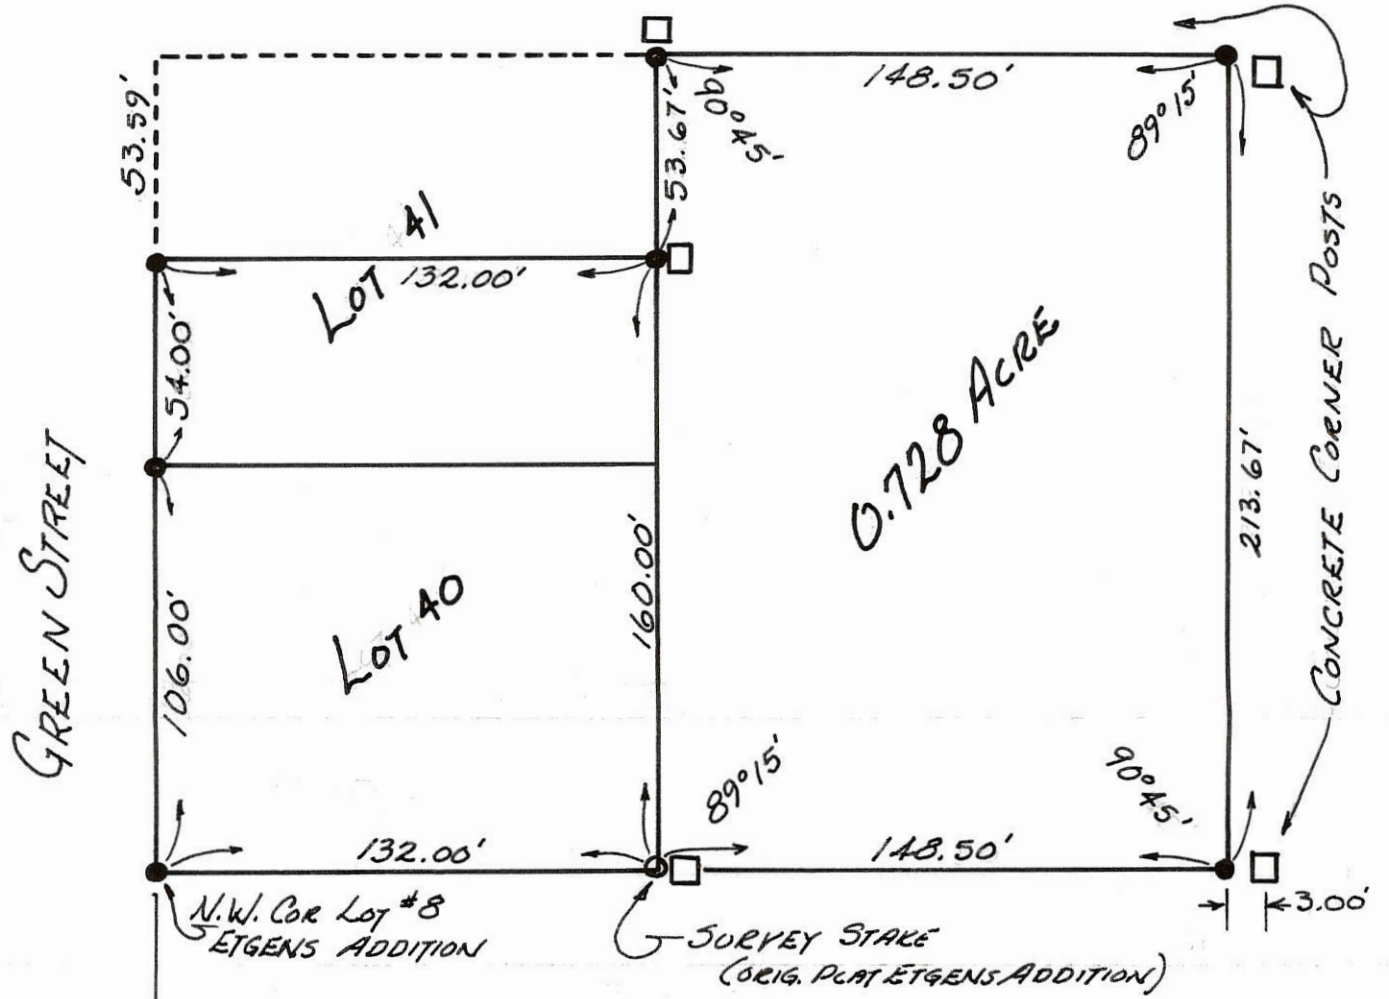 148.50'
53.59'
53.67'
90°45'
89°15'
LOT 41
132.00'
54.00'
CONCRETE CORNER POSTS
0.728 ACRE
GREEN STREET
213.67'
160.00'
LOT 40
106.00'
89°15'
90°45'
132.00'
148.50'
3.00'
N.W. COR LOT #8
ETGENS ADDITION
SURVEY STAKE
(ORIG. PLAT ETGENS ADDITION)